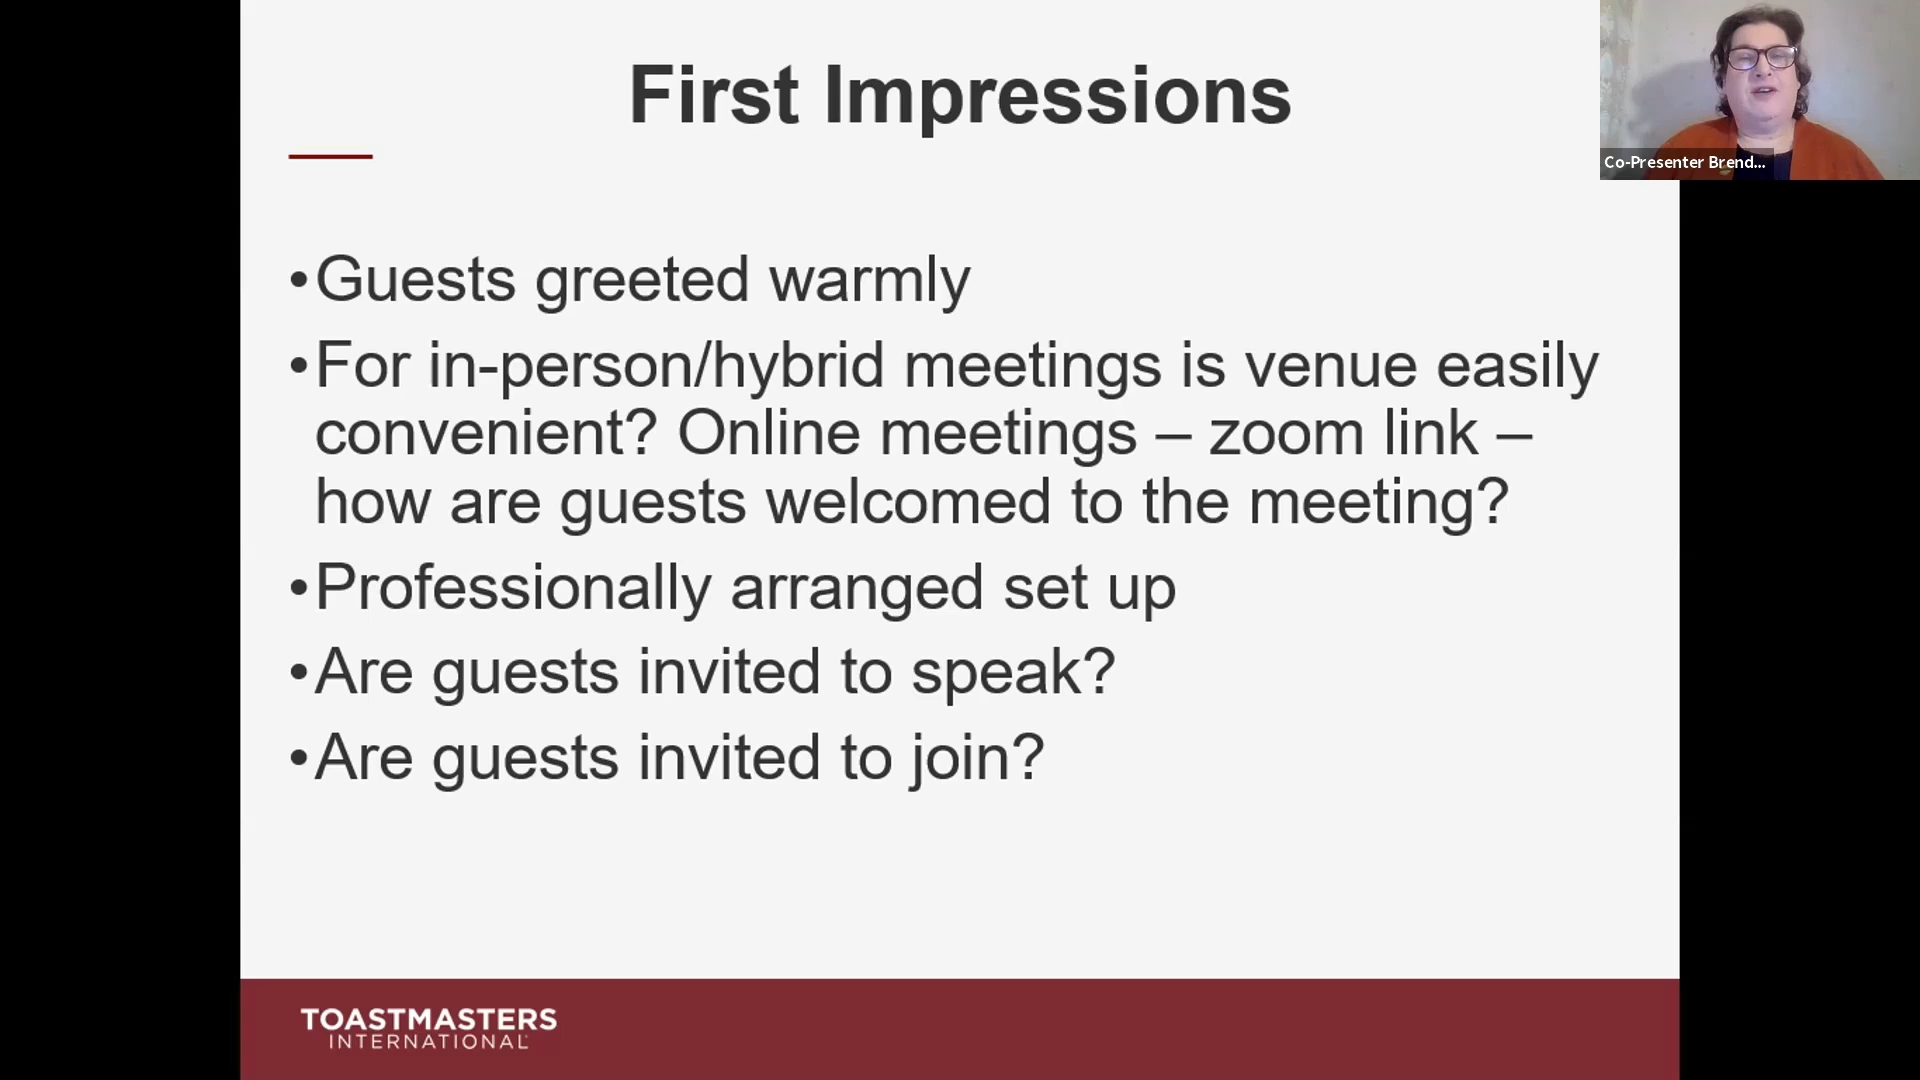 First Impressions
Co-Presenter Brend...
•Guests greeted warmly
•For in-person/hybrid meetings is venue easily
convenient? Online meetings – zoom link –
how are guests welcomed to the meeting?
•Professionally arranged set up
•Are guests invited to speak?
•Are guests invited to join?
TOASTMASTERS
INTERNATIONAL